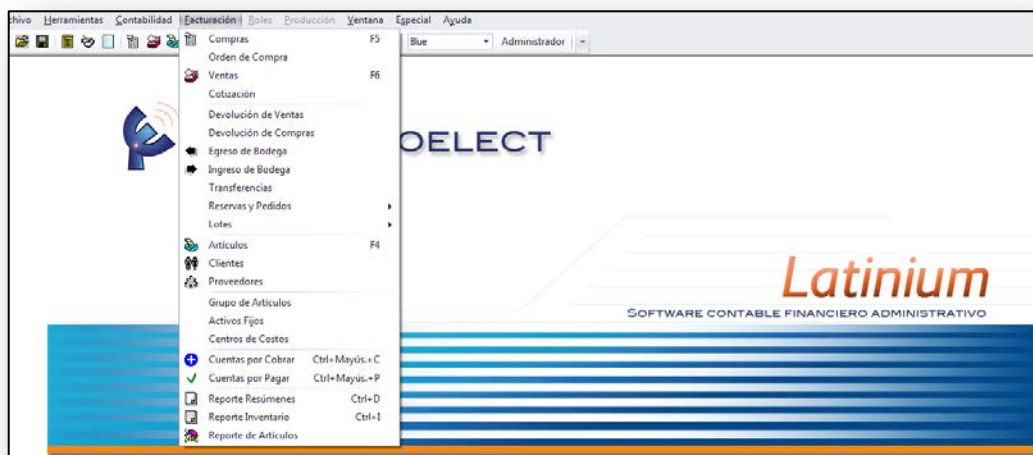 chivo Herramientas Contabilidad Facturación Roles Producción Ventana Especial Ayuda
Blue Administrador
Compras F5
Orden de Compra
Ventas F6
Cotización
Devolución de Ventas
Devolución de Compras
Egreso de Bodega
Ingreso de Bodega
Transferencias
Reservas y Pedidos
Lotes
Artículos F4
Clientes
Proveedores
Grupo de Artículos
Activos Fijos
Centros de Costos
Cuentas por Cobrar Ctrl+Mayús.+C
Cuentas por Pagar Ctrl+Mayús.+P
Reporte Resúmenes Ctrl+D
Reporte Inventario Ctrl+I
Reporte de Artículos
OELECT
Latinium
SOFTWARE CONTABLE FINANCIERO ADMINISTRATIVO